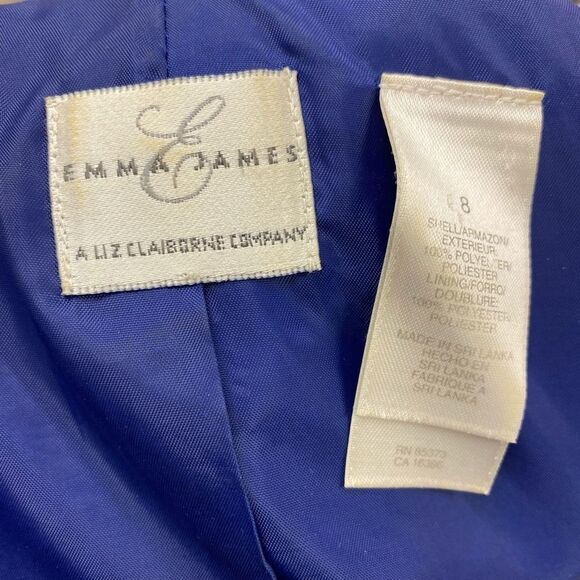 E
EMMA JAMES
A LIZ CLAIBORNE COMPANY
8
SHELL/ARMAZON/
EXTERIEUR:
100% POLYESTER/
POLIESTER
LINING/FORRO/
DOUBLURE:
100% POLYESTER/
POLIESTER
MADE IN SRI LANKA
HECHO EN
SRI LANKA
FABRIQUE A
SRI LANKA
RN 85373
CA 16396